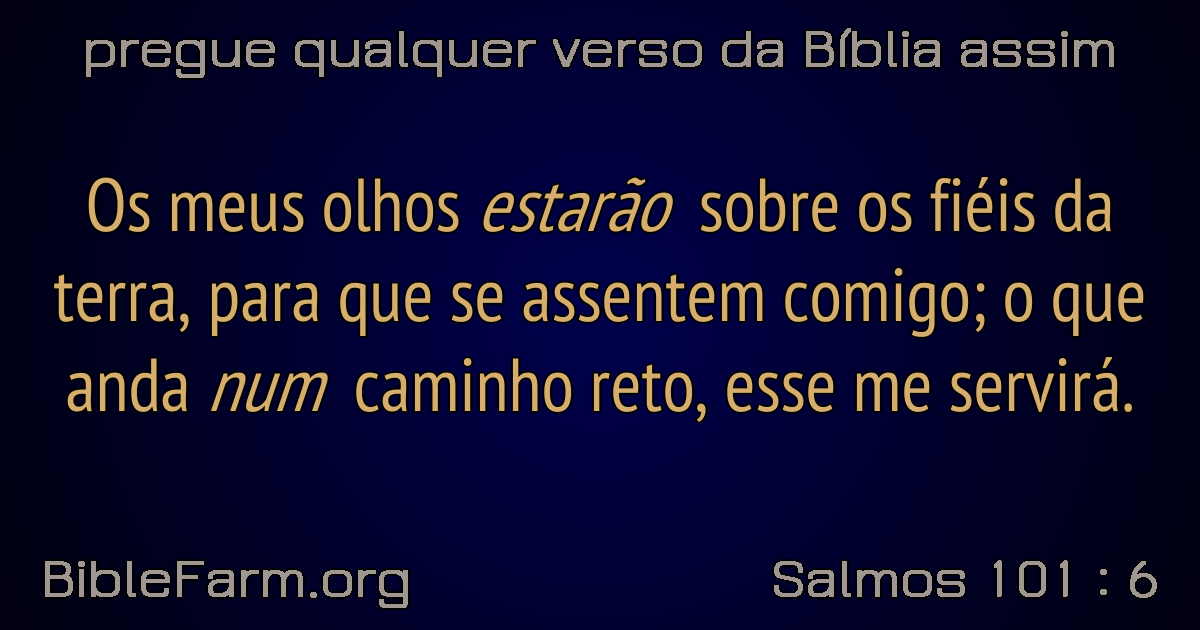 pregue qualquer verso da Bíblia assim
Os meus olhos estarão sobre os fiéis da
terra, para que se assentem comigo; o que
anda num caminho reto, esse me servirá.
BibleFarm.org
Salmos 101 : 6